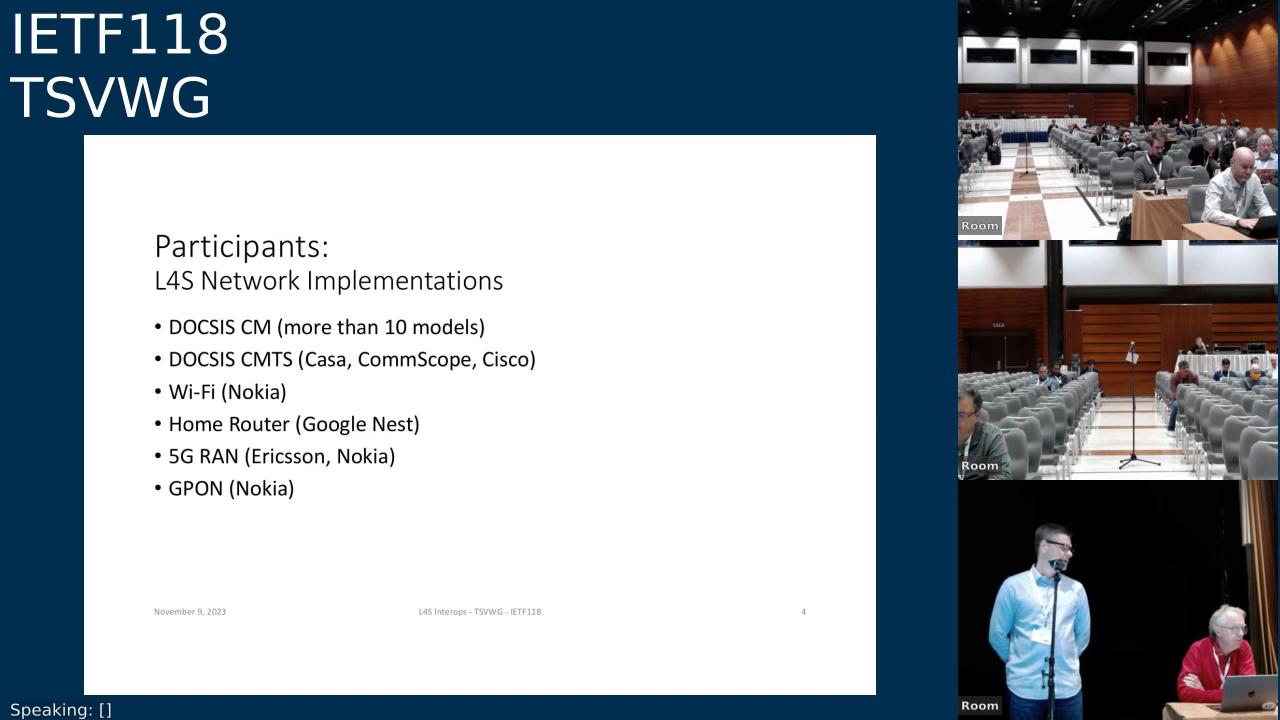 IETF118
TSVWG
Participants:
L4S Network Implementations
• DOCSIS CM (more than 10 models)
• DOCSIS CMTS (Casa, CommScope, Cisco)
• Wi-Fi (Nokia)
• Home Router (Google Nest)
• 5G RAN (Ericsson, Nokia)
• GPON (Nokia)
November 9, 2023
L4S Interops - TSVWG - IETF118
4
Speaking: []
Room
Room
Room